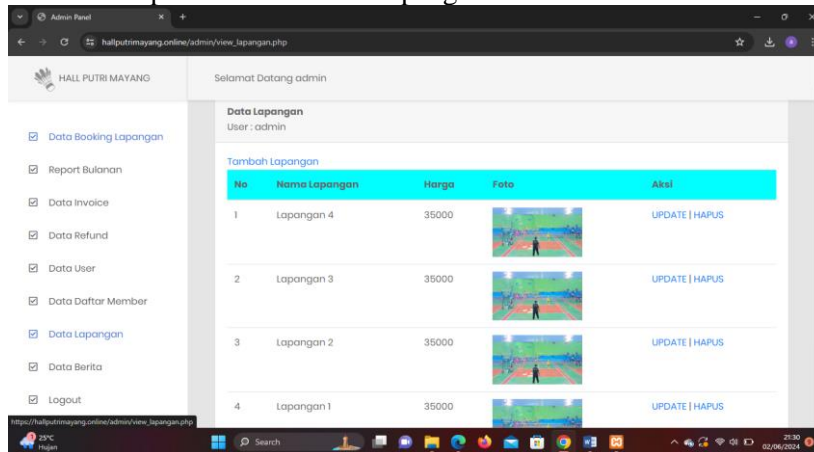 Admin Panel
hallputrimayang.online/admin/view_lapangan.php
HALL PUTRI MAYANG
Selamat Datang admin
Data Lapangan
User : admin
Data Booking Lapangan
Report Bulanan
Data Invoice
Data Refund
Data User
Data Daftar Member
Data Lapangan
Data Berita
Logout
Tambah Lapangan
No Nama Lapangan Harga Foto Aksi
1 Lapangan 4 35000 UPDATE | HAPUS
2 Lapangan 3 35000 UPDATE | HAPUS
3 Lapangan 2 35000 UPDATE | HAPUS
4 Lapangan 1 35000 UPDATE | HAPUS
https://hallputrimayang.online/admin/view_lapangan.php
25°C
Hujan
Search
21:30
02/06/2024